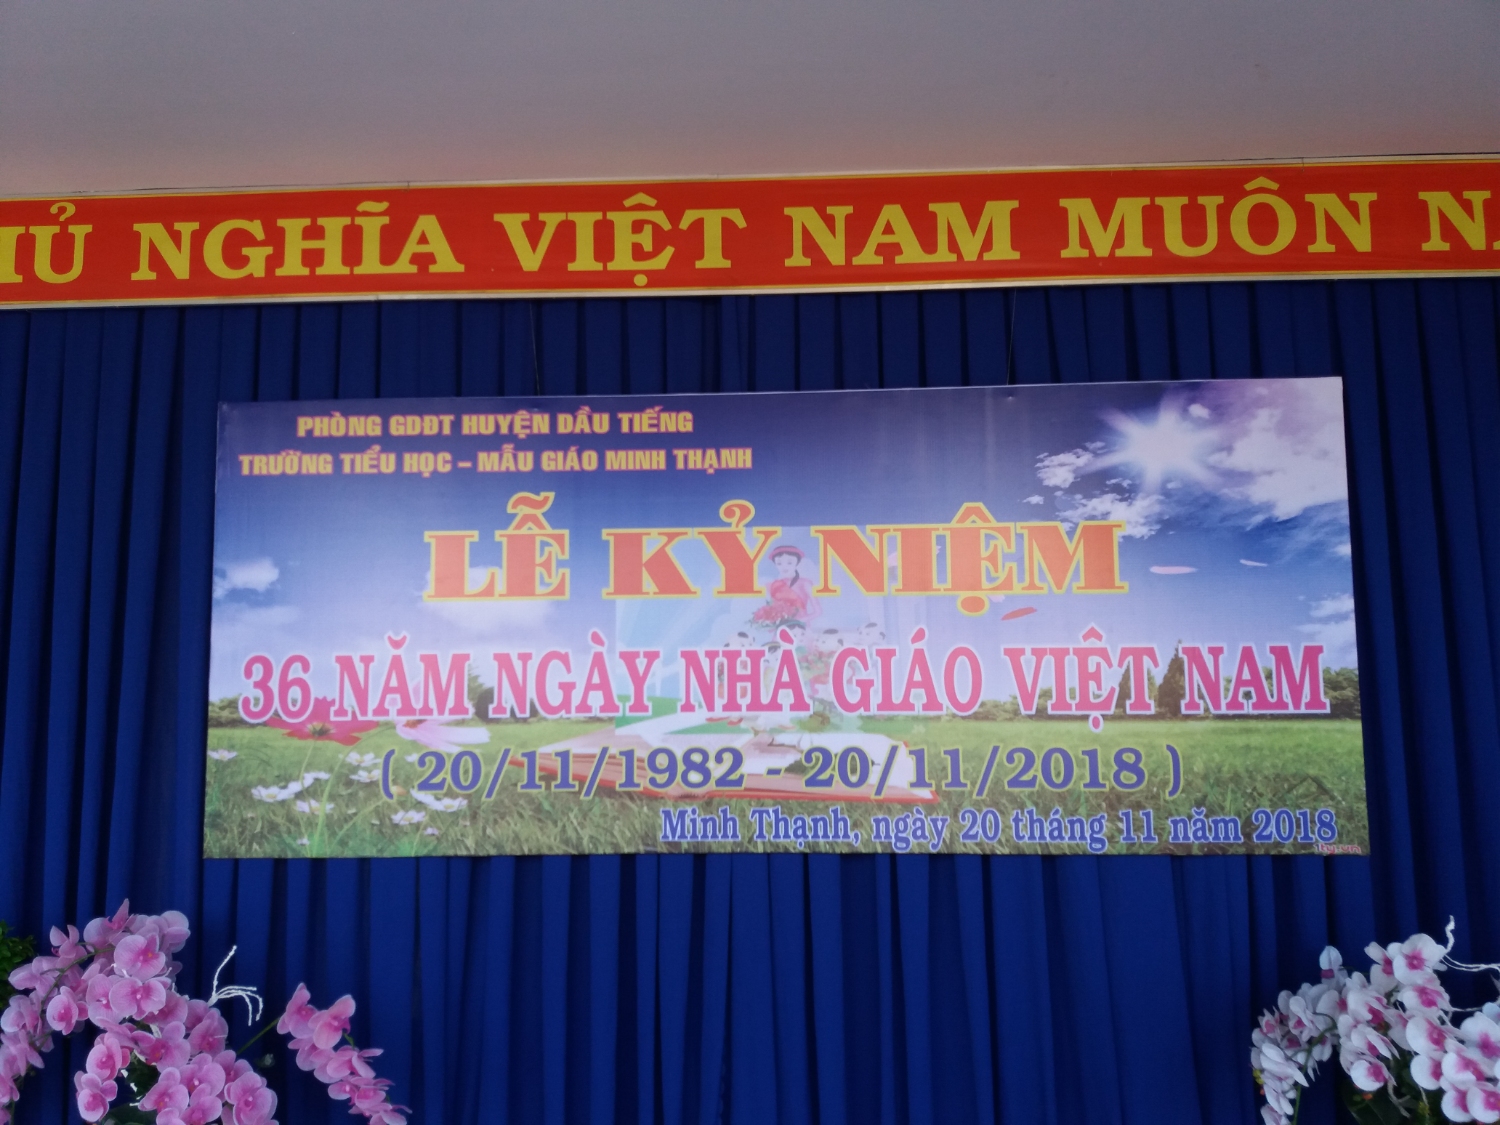 NGHĨA VIỆT NAM MUÔN
PHÒNG GDĐT HUYỆN DẦU TIẾNG
TRƯỜNG TIỂU HỌC – MẪU GIÁO MINH THẠNH
LỄ KỶ NIỆM
36 NĂM NGÀY NHÀ GIÁO VIỆT NAM
( 20/11/1982 - 20/11/2018 )
Minh Thạnh, ngày 20 tháng 11 năm 2018